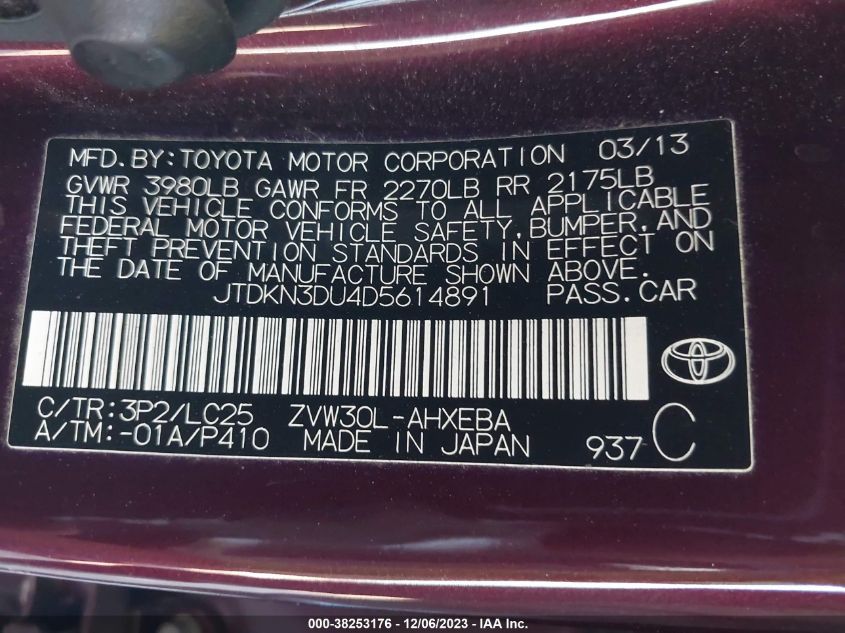 MFD.BY:TOYOTA MOTOR CORPORATION 03/13
GVWR 3980LB GAWR FR 2270LB RR 2175LB
THIS VEHICLE CONFORMS TO ALL APPLICABLE
FEDERAL MOTOR VEHICLE SAFETY,BUMPER,AND
THEFT PREVENTION STANDARDS IN EFFECT ON
THE DATE OF MANUFACTURE SHOWN ABOVE.
JTDKN3DU4D5614891 PASS.CAR
C/TR:3P2/LC25 ZVW30L-AHXEBA
A/TM:-01A/P410 MADE IN JAPAN 937 C
000-38253176 - 12/06/2023 - IAA Inc.